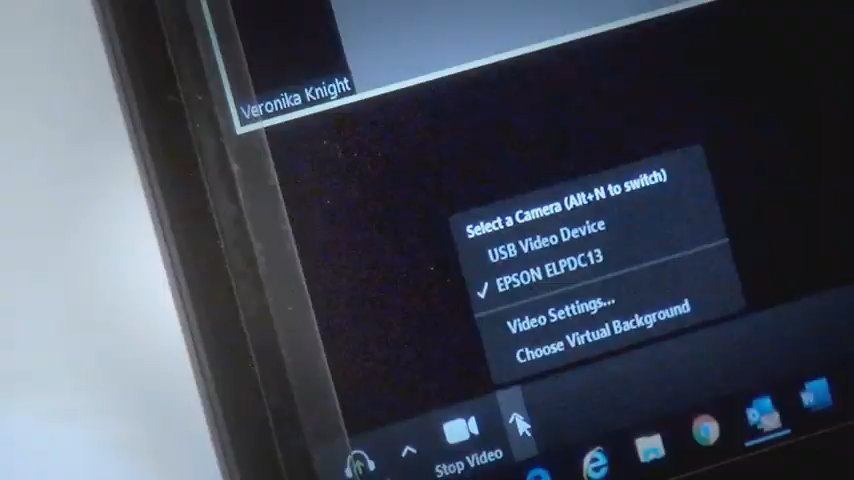 Veronika Knight
Select a Camera (Alt+N to switch)
USB Video Device
✓ EPSON ELPDC13
Video Settings...
Choose Virtual Background
Stop Video